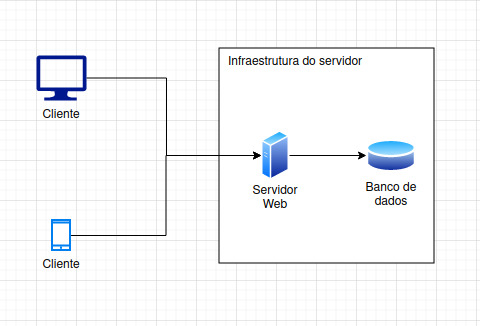 Infraestrutura do servidor
Cliente
Servidor
Web
Banco de
dados
Cliente